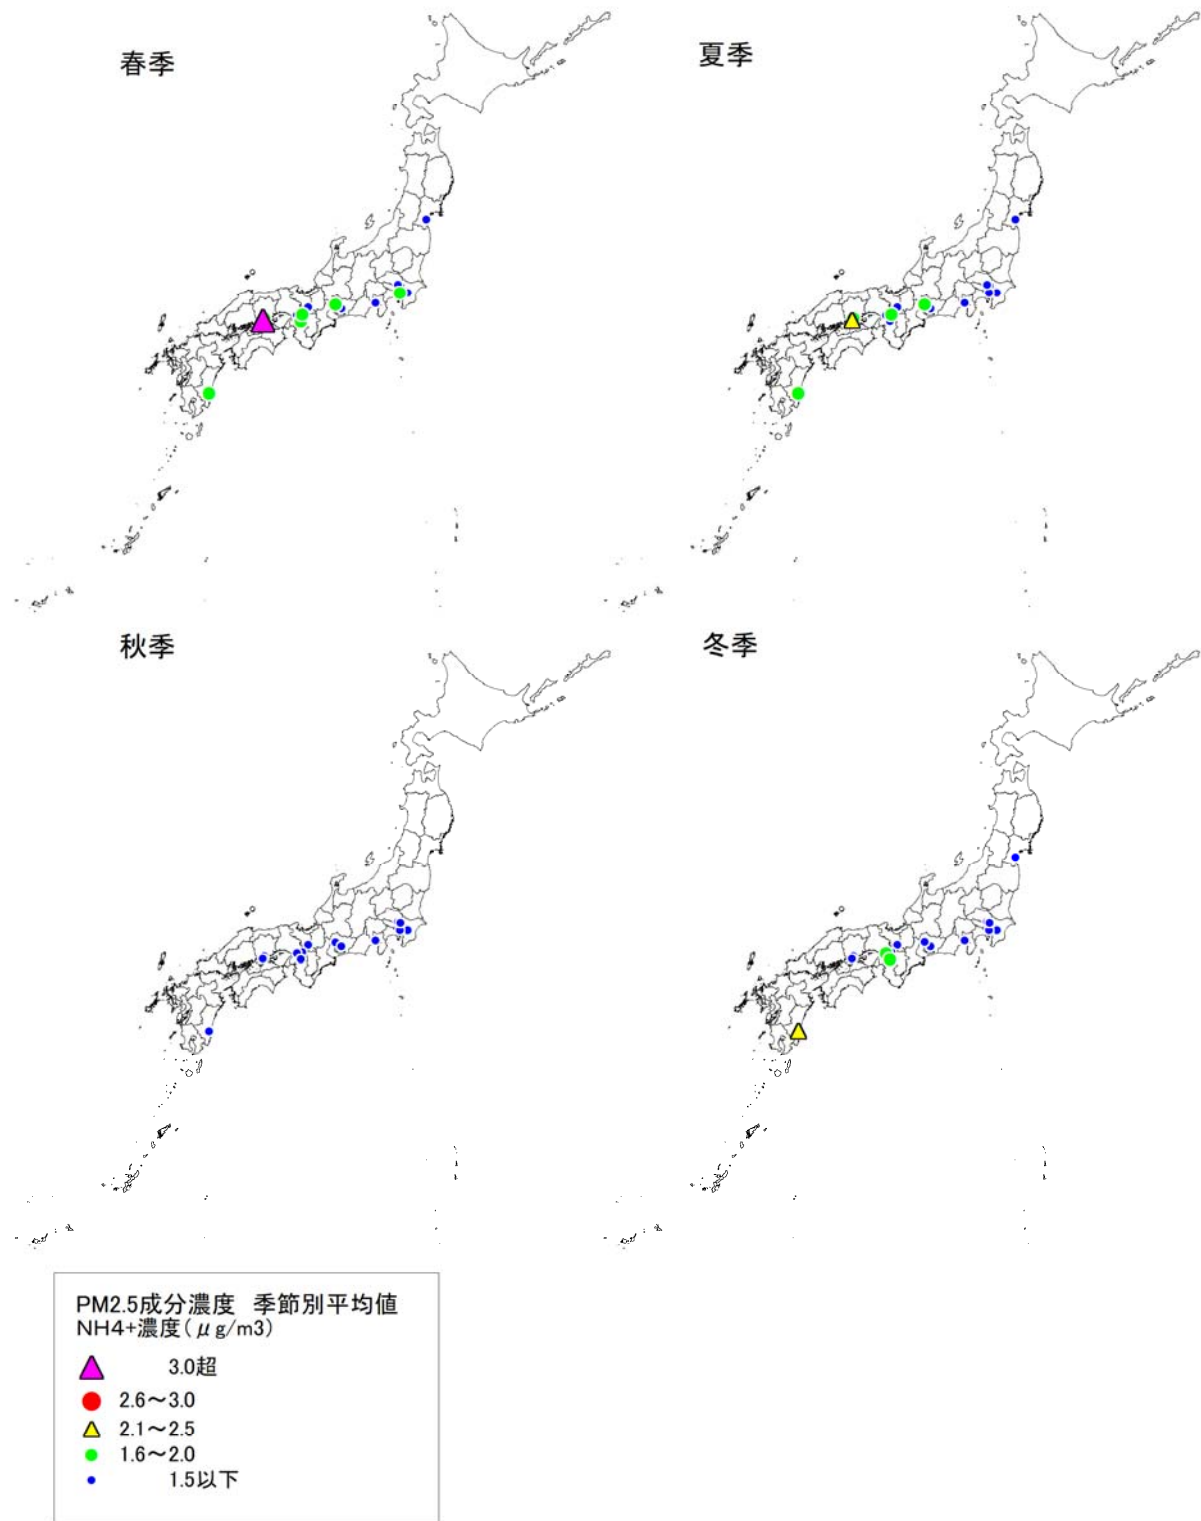 春季
夏季
秋季
冬季
PM2.5成分濃度 季節別平均値
NH4+濃度(μg/m3)
3.0超
2.6～3.0
2.1～2.5
1.6～2.0
1.5以下